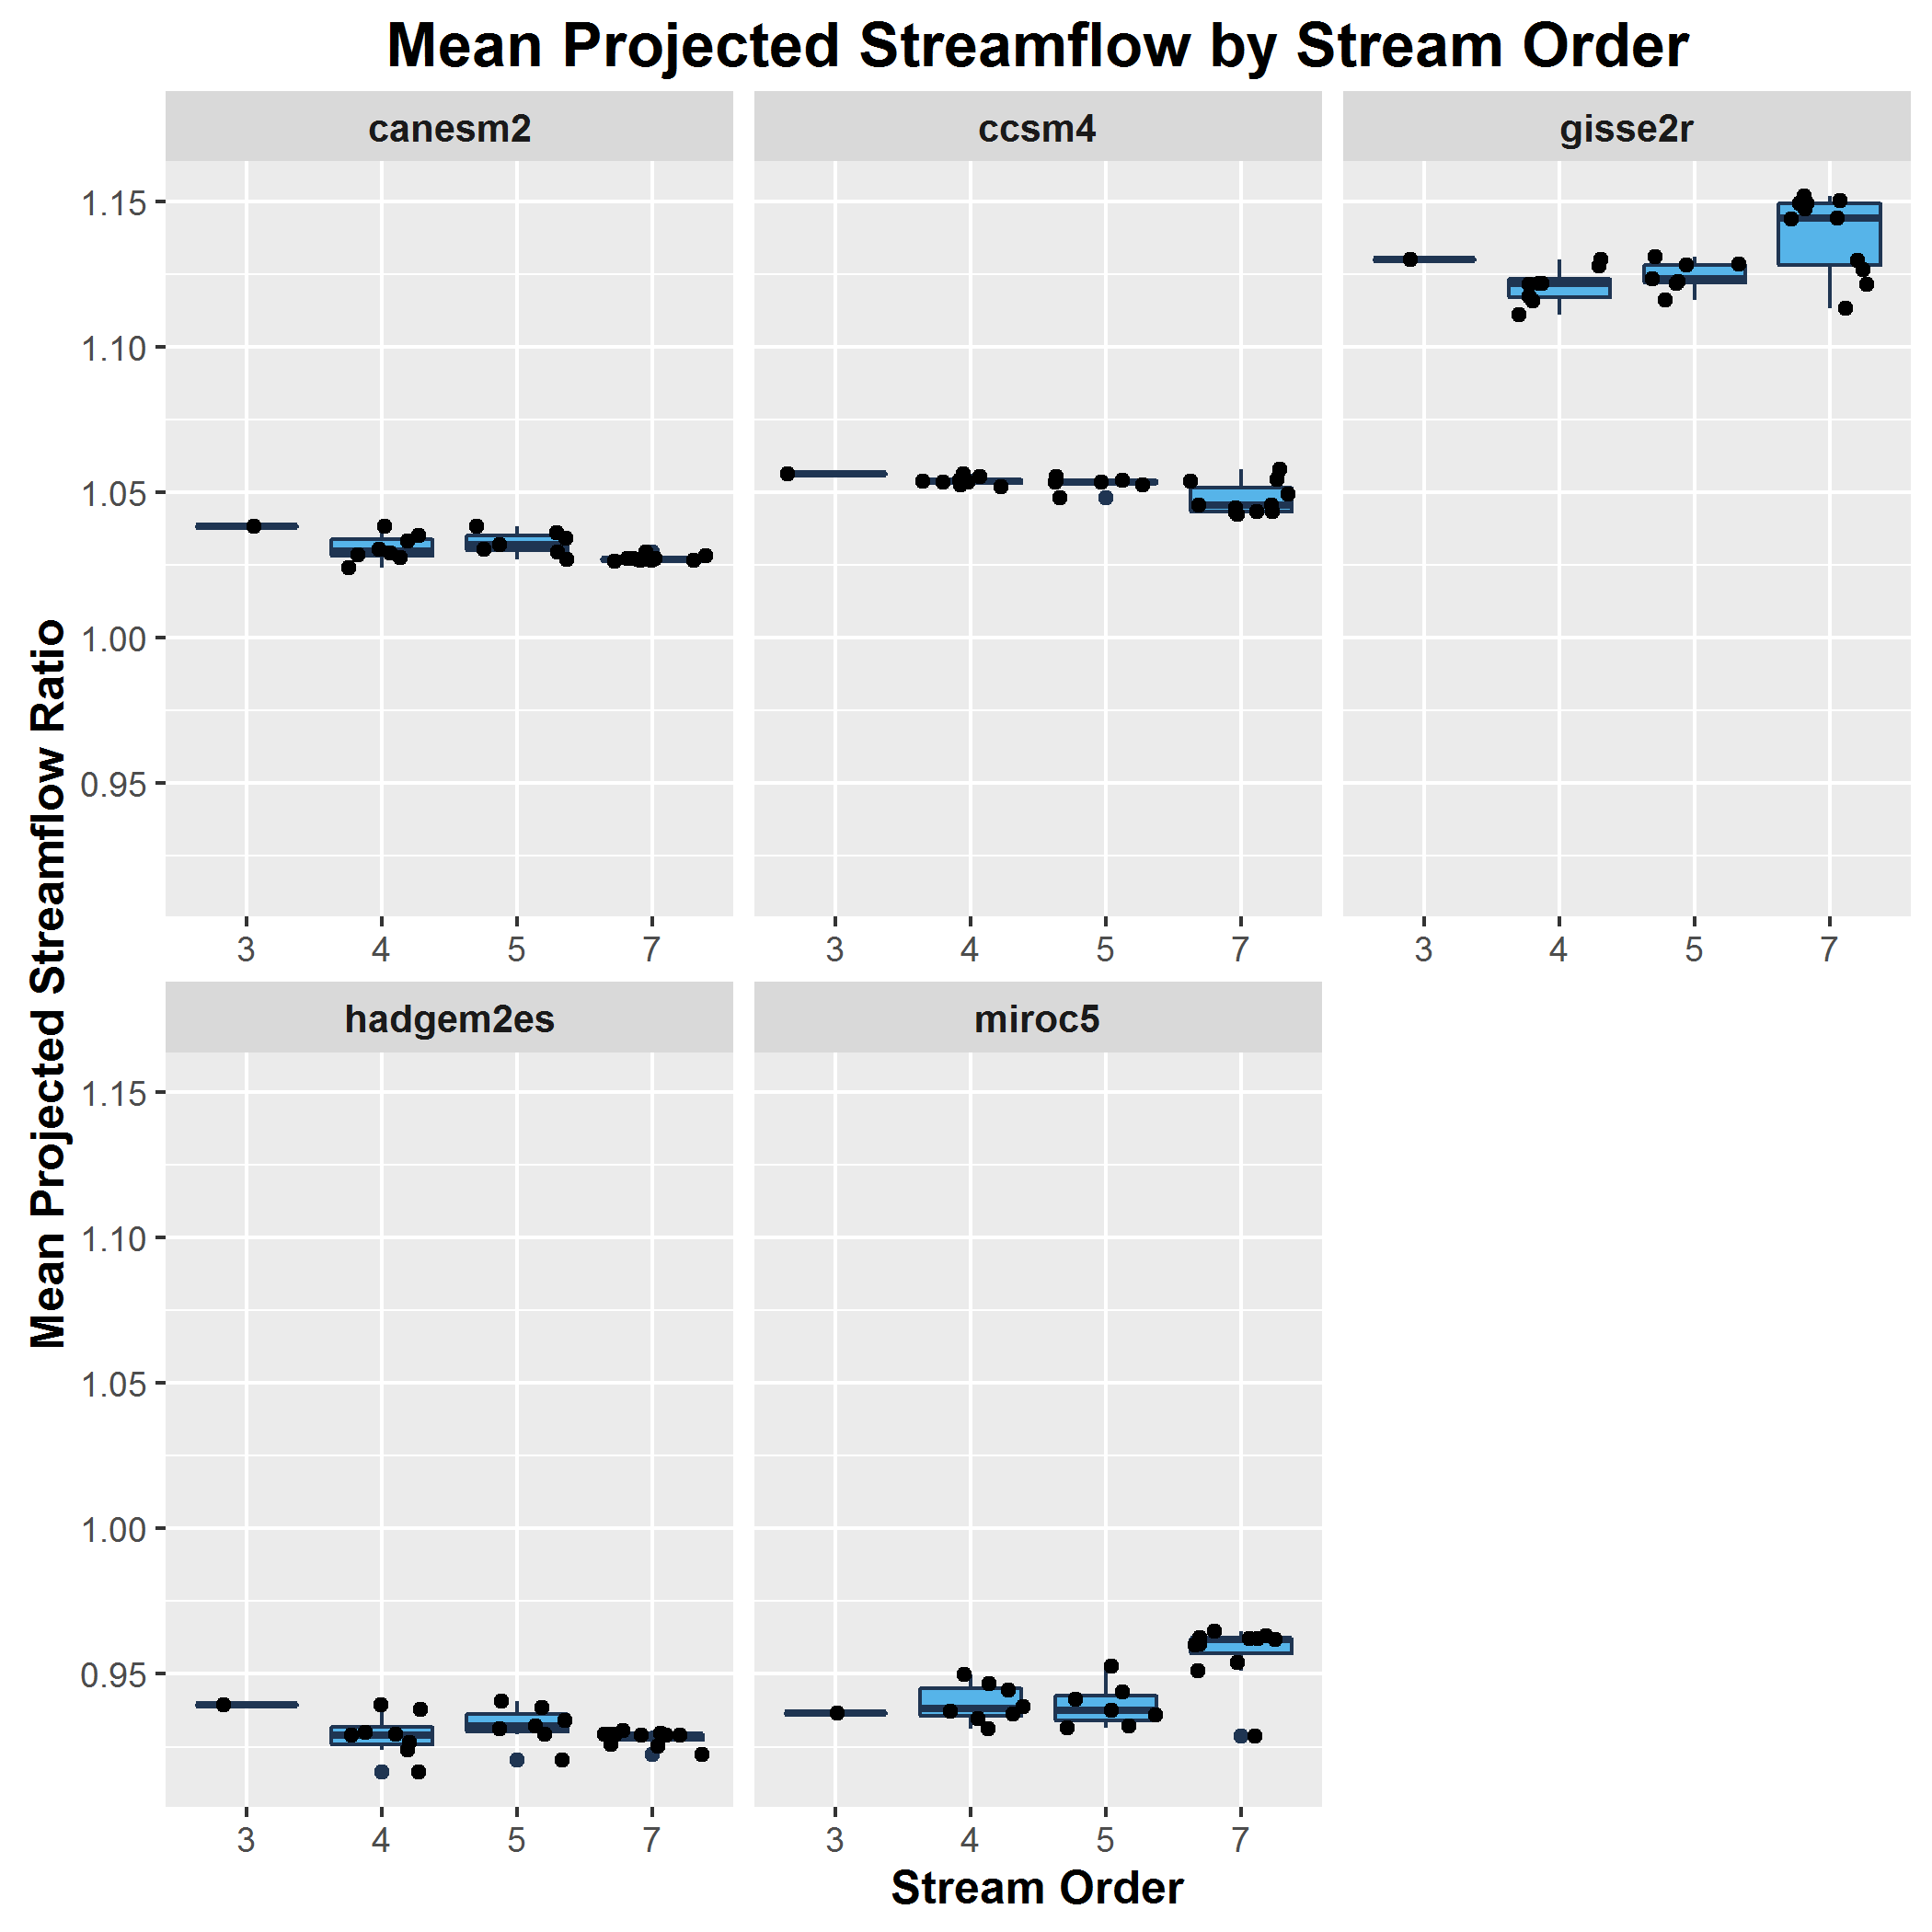 Mean Projected Streamflow by Stream Order
canesm2
ccsm4
gisse2r
1.15
1.10
1.05
1.00
0.95
3 4 5 7
3 4 5 7
3 4 5 7
Mean Projected Streamflow Ratio
hadgem2es
miroc5
1.15
1.10
1.05
1.00
0.95
3 4 5 7
3 4 5 7
Stream Order